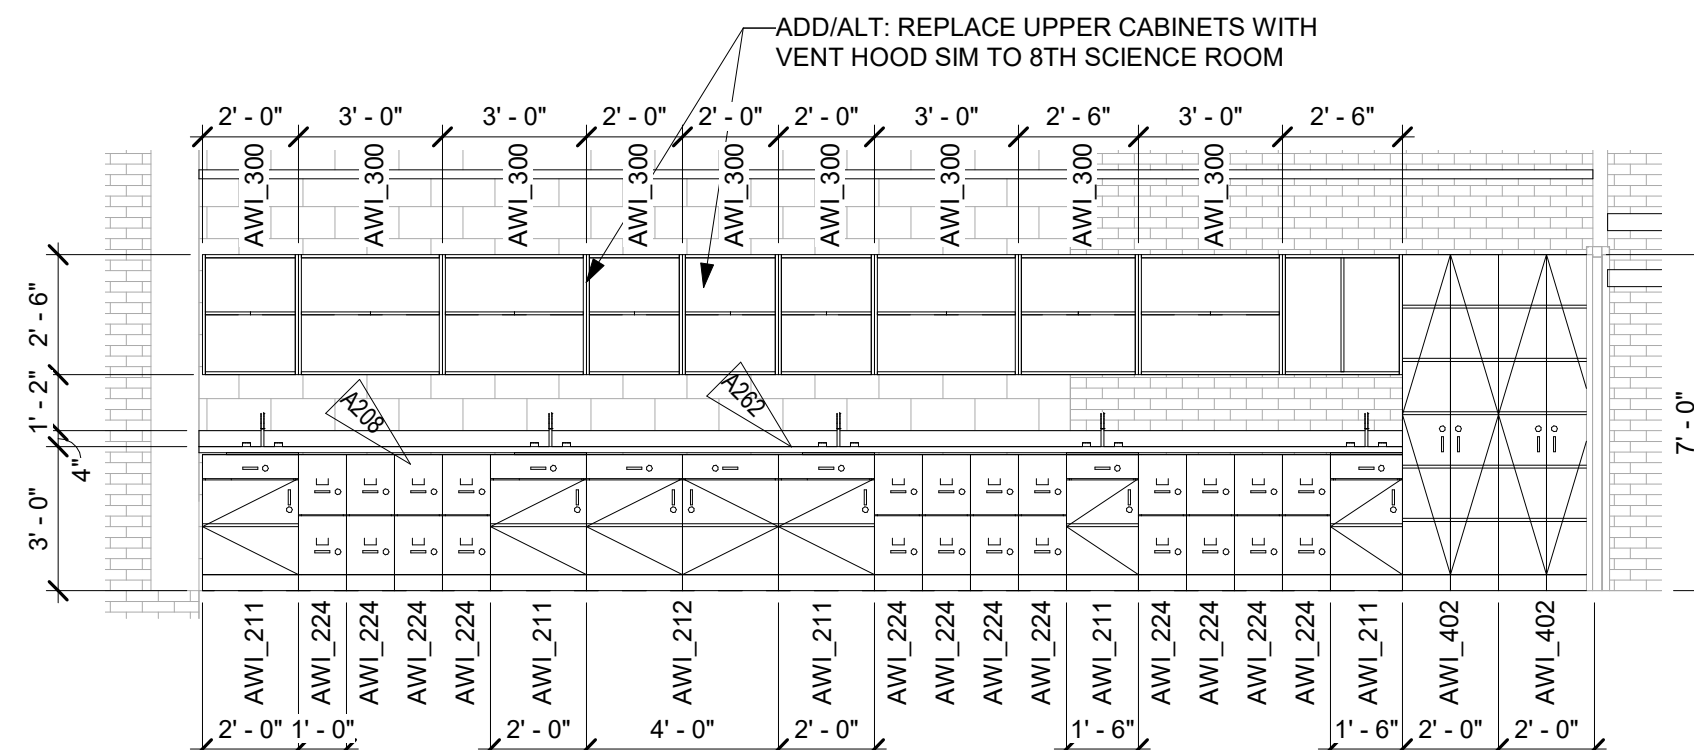 ADD/ALT: REPLACE UPPER CABINETS WITH
VENT HOOD SIM TO 8TH SCIENCE ROOM
2' - 0" 3' - 0" 3' - 0" 2' - 0" 2' - 0" 2' - 0" 3' - 0" 2' - 6" 3' - 0" 2' - 6"
AWI_300 AWI_300 AWI_300 AWI_300 AWI_300 AWI_300 AWI_300 AWI_300 AWI_300
2' - 6"
1' - 2"
4"
3' - 0"
7' - 0"
A208
A262
AWI_211 AWI_224 AWI_224 AWI_224 AWI_224 AWI_211 AWI_212 AWI_211 AWI_224 AWI_224 AWI_224 AWI_224 AWI_211 AWI_224 AWI_224 AWI_224 AWI_224 AWI_211 AWI_402 AWI_402
2' - 0" 1' - 0" 2' - 0" 4' - 0" 2' - 0" 1' - 6" 1' - 6" 2' - 0" 2' - 0"